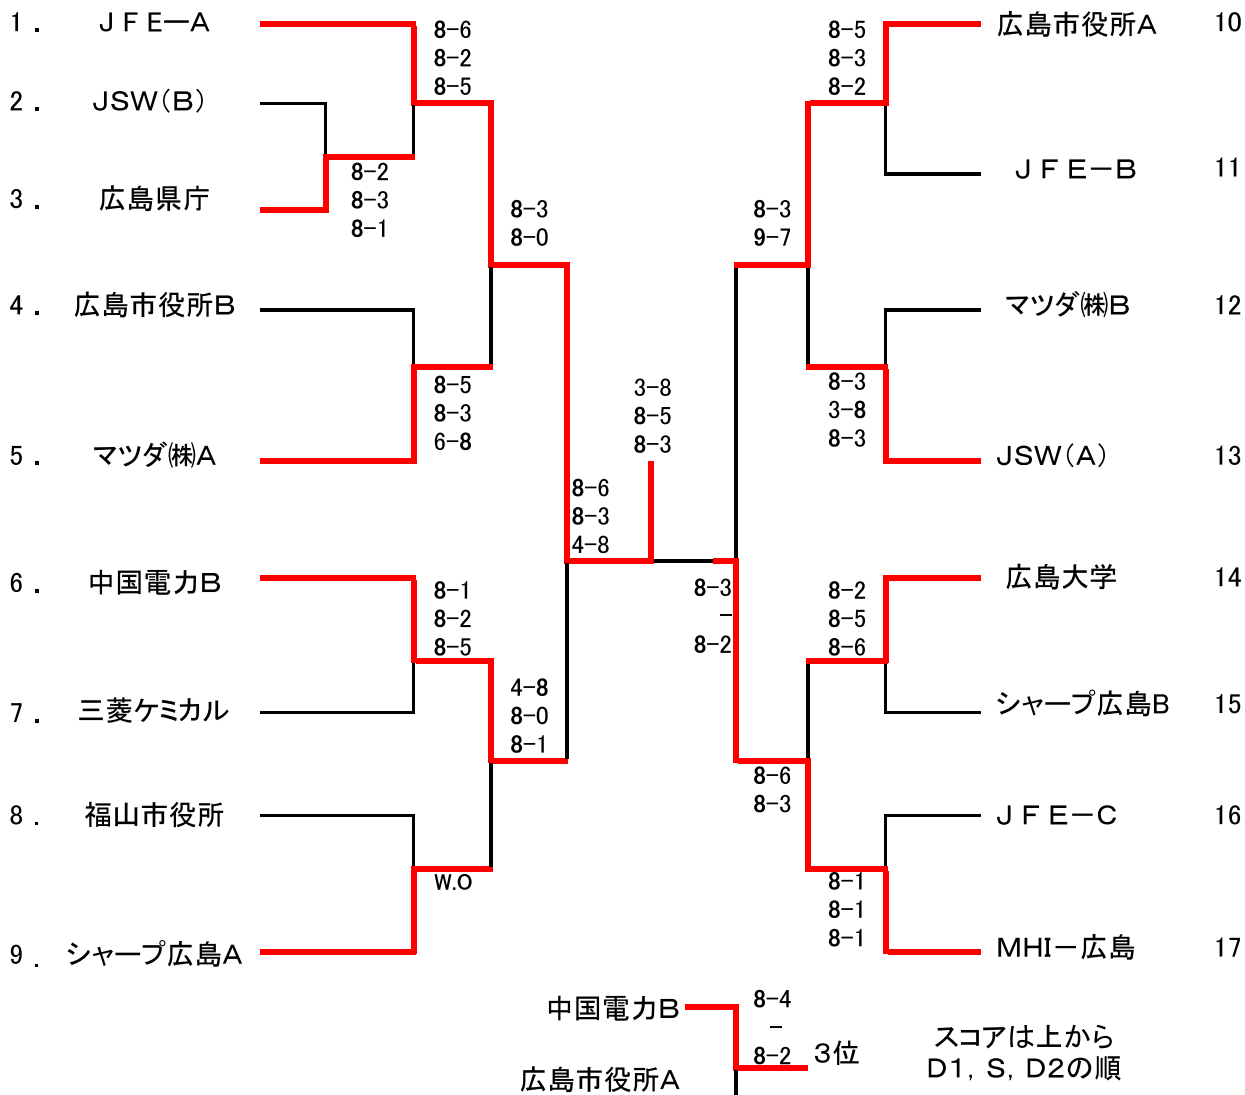 1. ＪＦＥ－Ａ
2. ＪＳＷ（Ｂ）
3. 広島県庁
4. 広島市役所Ｂ
5. マツダ㈱Ａ
6. 中国電力Ｂ
7. 三菱ケミカル
8. 福山市役所
9. シャープ広島Ａ
8-6
8-2
8-5
8-2
8-3
8-1
8-5
8-3
6-8
8-1
8-2
8-5
W.O
8-3
8-0
4-8
8-0
8-1
8-6
8-3
4-8
3-8
8-5
8-3
8-3
-
8-2
8-3
9-7
8-6
8-3
8-5
8-3
8-2
8-3
3-8
8-3
8-2
8-5
8-6
8-1
8-1
8-1
広島市役所Ａ 10
ＪＦＥ－Ｂ 11
マツダ㈱Ｂ 12
ＪＳＷ（Ａ） 13
広島大学 14
シャープ広島Ｂ 15
ＪＦＥ－Ｃ 16
ＭＨＩ－広島 17
中国電力Ｂ
広島市役所Ａ
8-4
-
8-2
３位
スコアは上から
Ｄ１，Ｓ，Ｄ２の順